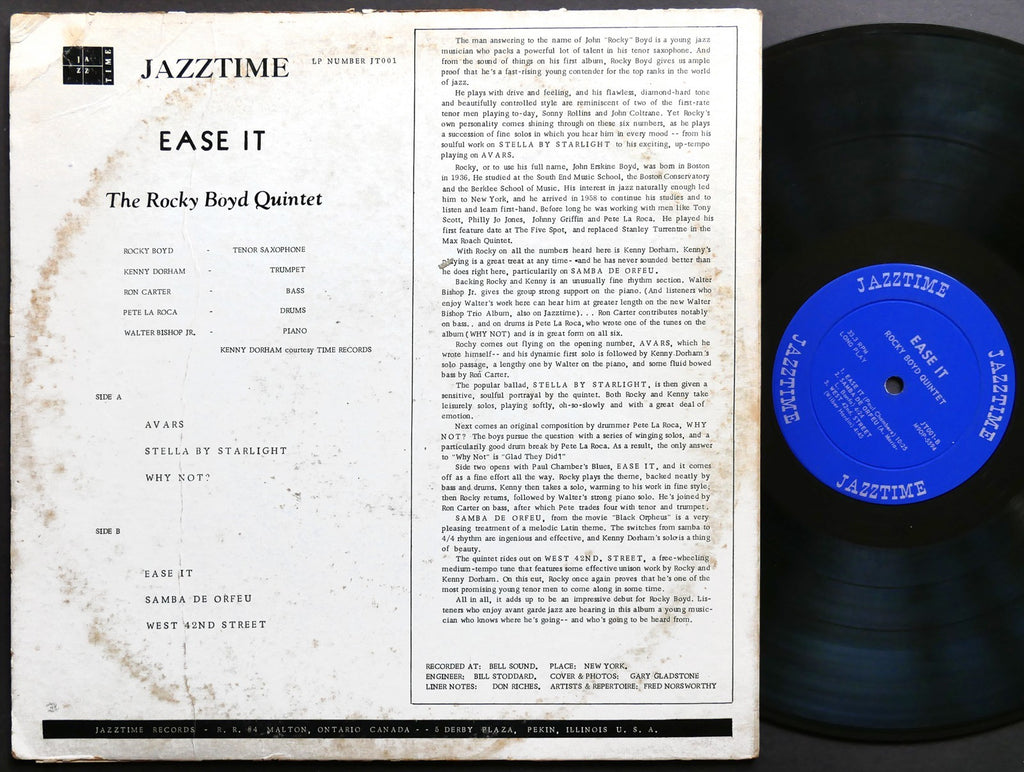 JAZZ TIME
JAZZTIME
LP NUMBER JT001
EASE IT
The Rocky Boyd Quintet
ROCKY BOYD - TENOR SAXOPHONE
KENNY DORHAM - TRUMPET
RON CARTER - BASS
PETE LA ROCA - DRUMS
WALTER BISHOP JR. - PIANO
KENNY DORHAM courtesy TIME RECORDS
SIDE A
AVARS
STELLA BY STARLIGHT
WHY NOT?
SIDE B
EASE IT
SAMBA DE ORFEU
WEST 42ND STREET
The man answering to the name of John "Rocky" Boyd is a young jazz
musician who packs a powerful lot of talent in his tenor saxophone. And
from the sound of things on his first album, Rocky Boyd gives us ample
proof that he's a fast-rising young contender for the top ranks in the world
of jazz.
He plays with drive and feeling, and his flawless, diamond-hard tone
and beautifully controlled style are reminiscent of two of the first-rate
tenor men playing to-day, Sonny Rollins and John Coltrane. Yet Rocky's
own personality comes shining through on these six numbers, as he plays
a succession of fine solos in which you hear him in every mood -- from his
soulful work on STELLA BY STARLIGHT to his exciting, up-tempo
playing on AVARS.
Rocky, or to use his full name, John Erskine Boyd, was born in Boston
in 1936. He studied at the South End Music School, the Boston Conservatory
and the Berklee School of Music. His interest in jazz naturally enough led
him to New York, and he arrived in 1958 to continue his studies and to
listen and learn first-hand. Before long he was working with men like Tony
Scott, Philly Jo Jones, Johnny Griffin and Pete La Roca. He played his
first feature date at The Five Spot, and replaced Stanley Turrentine in the
Max Roach Quintet.
With Rocky on all the numbers heard here is Kenny Dorham. Kenny's
playing is a great treat at any time--and he has never sounded better than
he does right here, particularily on SAMBA DE ORFEU.
Backing Rocky and Kenny is an unusually fine rhythm section. Walter
Bishop Jr. gives the group strong support on the piano. (And listeners who
enjoy Walter's work here can hear him at greater length on the new Walter
Bishop Trio Album, also on Jazztime)... Ron Carter contributes notably
on bass.. and on drums is Pete La Roca, who wrote one of the tunes on the
album (WHY NOT) and is in great form on all six.
Rocky comes out flying on the opening number, AVARS, which he
wrote himself-- and his dynamic first solo is followed by Kenny Dorham's
solo passage, a lengthy one by Walter on the piano, and some fluid bowed
bass by Ron Carter.
The popular ballad, STELLA BY STARLIGHT, is then given a
sensitive, soulful portrayal by the quintet. Both Rocky and Kenny take
leisurely solos, playing softly, oh-so-slowly and with a great deal of
emotion.
Next comes an original composition by drummer Pete La Roca, WHY
NOT? The boys pursue the question with a series of winging solos, and a
particularily good drum break by Pete La Roca. As a result, the only answer
to "Why Not" is "Glad They Did!"
Side two opens with Paul Chamber's Blues, EASE IT, and it comes
off as a fine effort all the way. Rocky plays the theme, backed neatly by
bass and drums. Kenny then takes a solo, warming to his work in fine style;
then Rocky returns, followed by Walter's strong piano solo. He's joined by
Ron Carter on bass, after which Pete trades four with tenor and trumpet.
SAMBA DE ORFEU, from the movie "Black Orpheus" is a very
pleasing treatment of a melodic Latin theme. The switches from samba to
4/4 rhythm are ingenious and effective, and Kenny Dorham's solo is a thing
of beauty.
The quintet rides out on WEST 42ND. STREET, a free-wheeling
medium-tempo tune that features some effective unison work by Rocky and
Kenny Dorham. On this cut, Rocky once again proves that he's one of the
most promising young tenor men to come along in some time.
All in all, it adds up to be an impressive debut for Rocky Boyd. Lis-
teners who enjoy avant garde jazz are hearing in this album a young music-
ian who knows where he's going-- and who's going to be heard from.
RECORDED AT: BELL SOUND. PLACE: NEW YORK.
ENGINEER: BILL STODDARD. COVER & PHOTOS: GARY GLADSTONE
LINER NOTES: DON RICHES. ARTISTS & REPERTOIRE: FRED NORSWORTHY
JAZZTIME RECORDS - R. R. #4 MALTON, ONTARIO CANADA -- 5 DERBY PLAZA, PEKIN, ILLINOIS U. S. A.
JAZZTIME
JAZZTIME
JAZZTIME
JAZZTIME
EASE IT
ROCKY BOYD QUINTET
33⅓ RPM
LONG PLAY
JT001-B
1. EASE IT (Paul Chambers) 10:25
2. SAMBA DE ORFEU
3. WEST 42nd. STREET